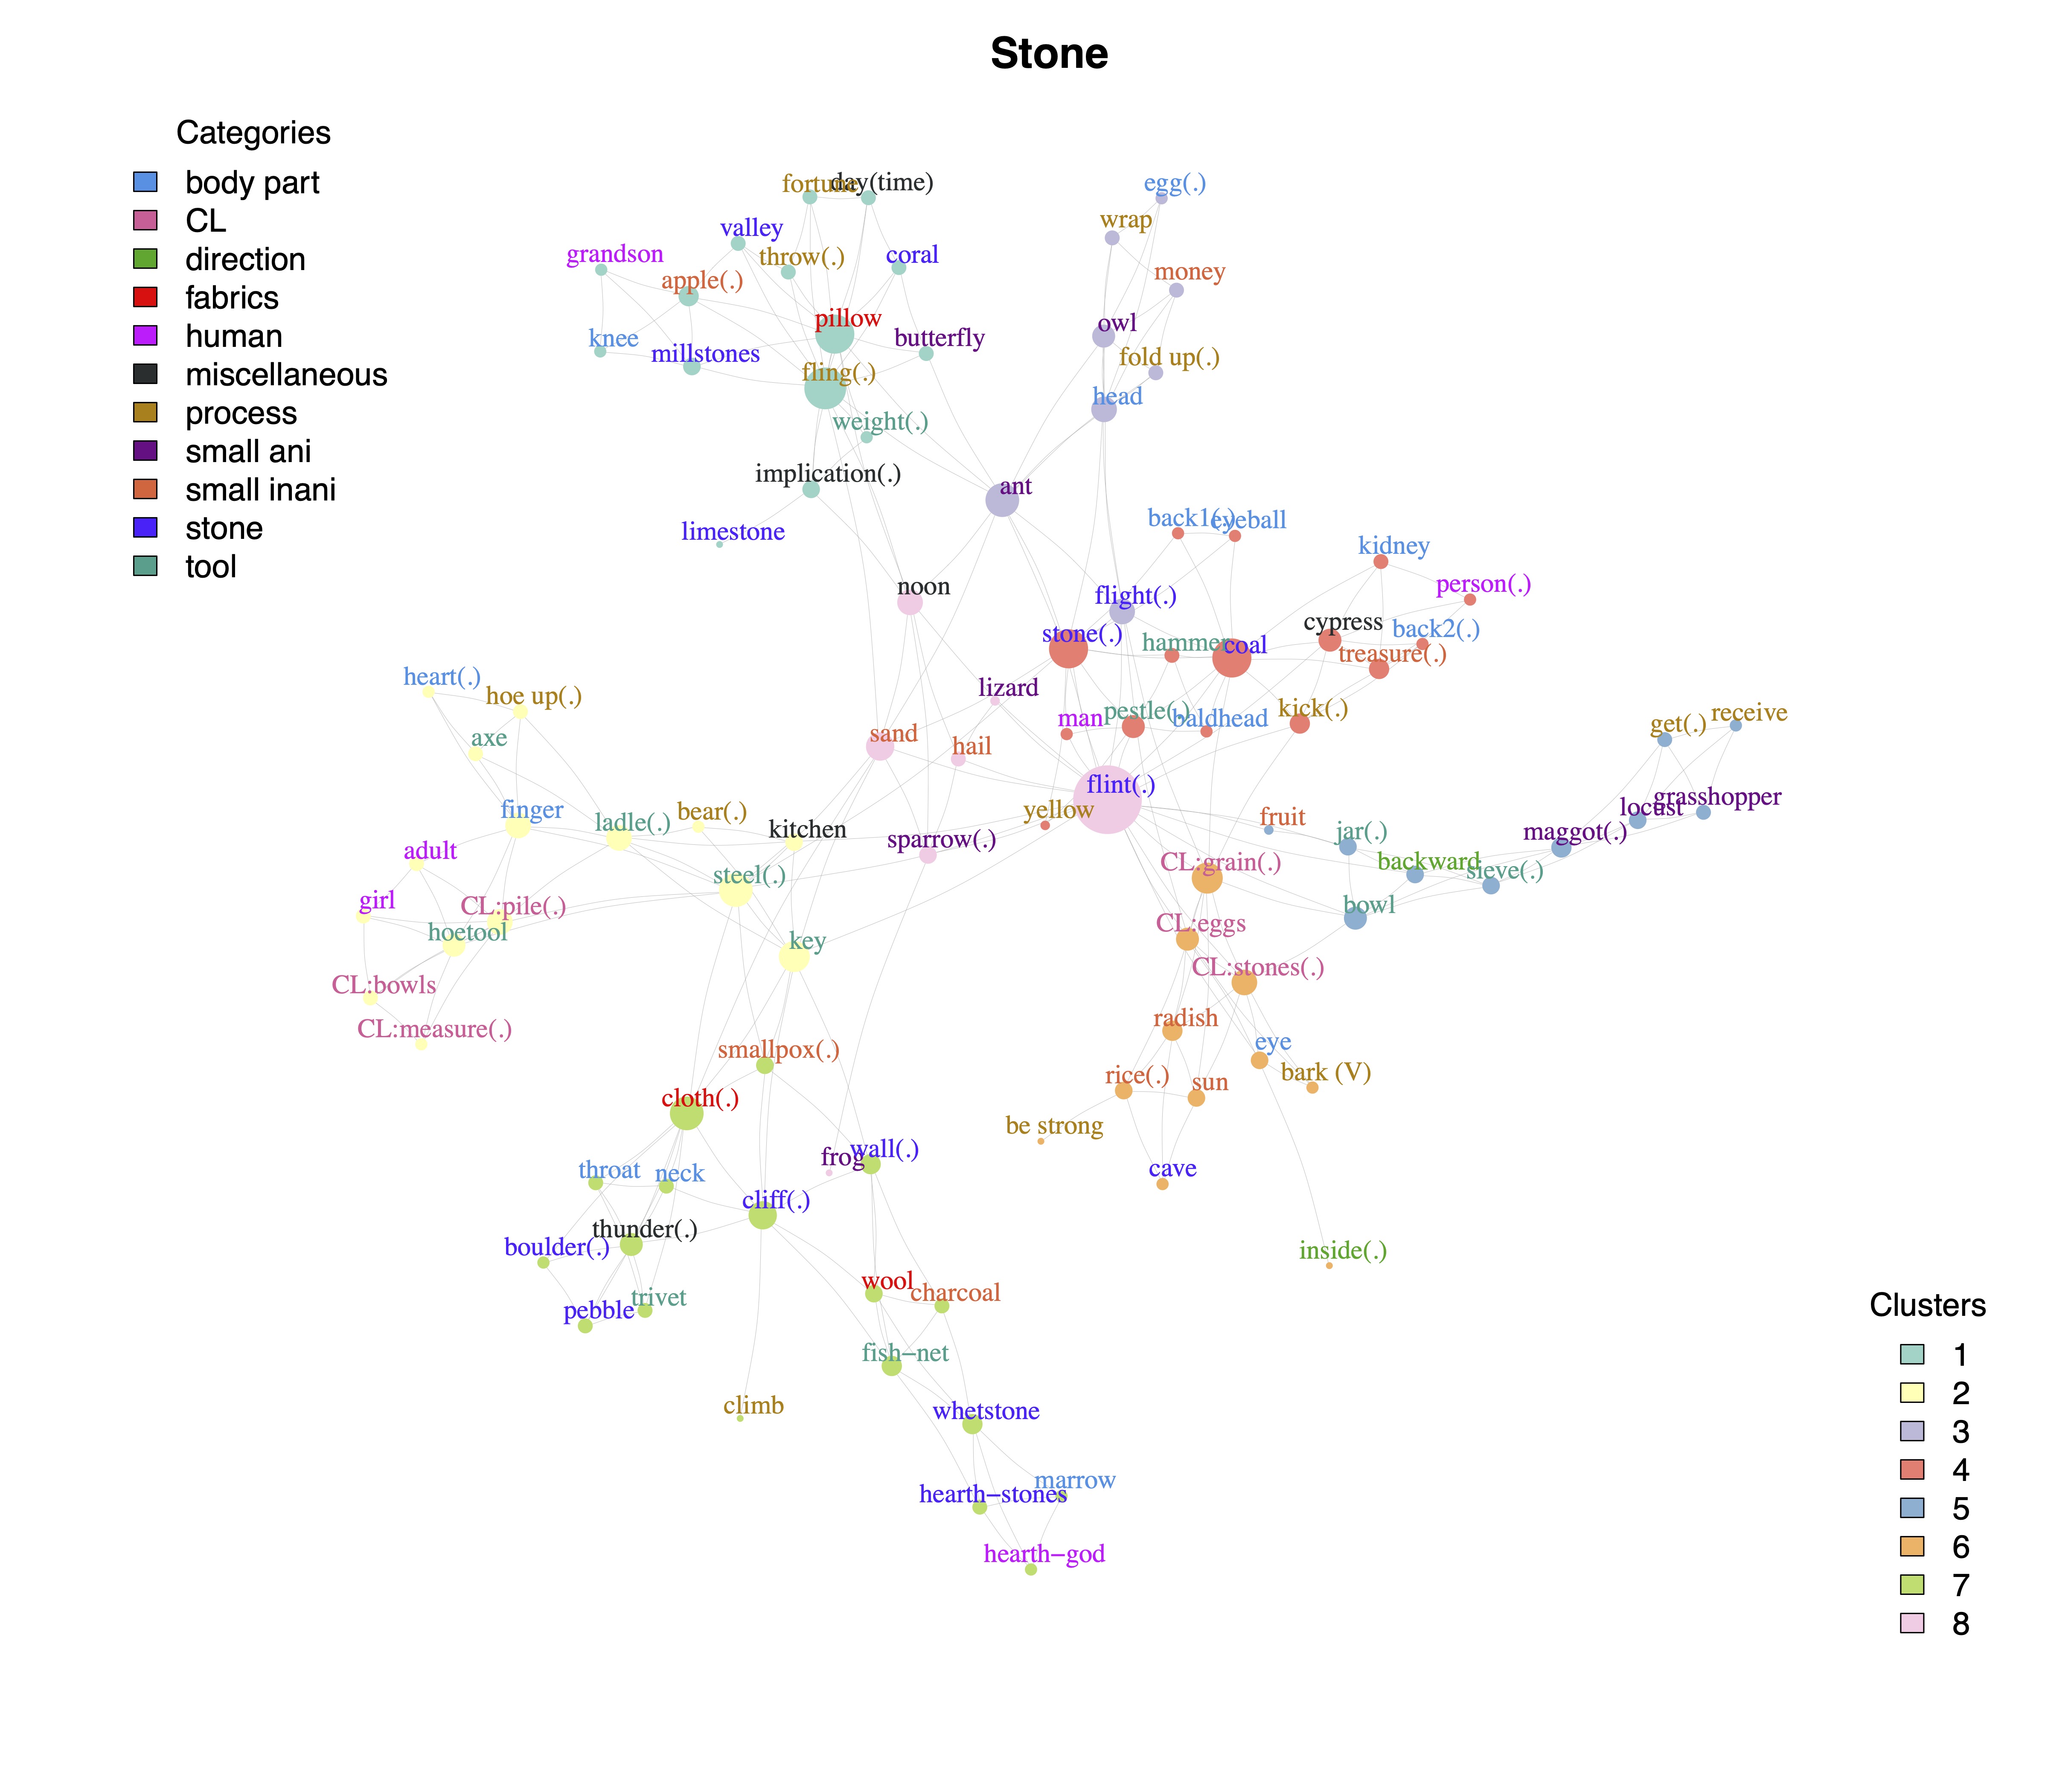 Stone
Categories
body part
CL
direction
fabrics
human
miscellaneous
process
small ani
small inani
stone
tool
fortune
day(time)
egg(.)
wrap
valley
throw(.)
coral
grandson
apple(.)
money
pillow
owl
knee
millstones
butterfly
fling(.)
fold up(.)
head
weight(.)
implication(.)
ant
limestone
back1(.)
eyeball
kidney
noon
person(.)
flight(.)
stone(.)
hammer
coal
cypress
back2(.)
treasure(.)
heart(.)
hoe up(.)
lizard
man
pestle(.)
baldhead
kick(.)
get(.)
receive
axe
sand
hail
flint(.)
finger
ladle(.)
bear(.)
kitchen
yellow
fruit
locust
grasshopper
sparrow(.)
jar(.)
maggot(.)
adult
CL:grain(.)
backward
sieve(.)
steel(.)
girl
CL:pile(.)
hoetool
bowl
CL:eggs
key
CL:bowls
CL:stones(.)
CL:measure(.)
radish
smallpox(.)
eye
rice(.)
sun
bark (V)
cloth(.)
be strong
frog
wall(.)
throat
neck
cave
cliff(.)
thunder(.)
boulder(.)
inside(.)
wool
charcoal
trivet
pebble
fish−net
climb
whetstone
marrow
hearth−stones
hearth−god
Clusters
1
2
3
4
5
6
7
8